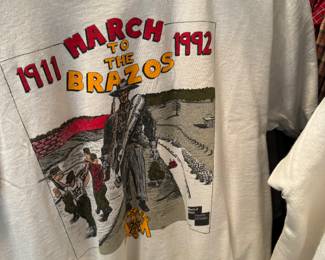 MARCH
1911 TO 1992
THE
BRAZOS